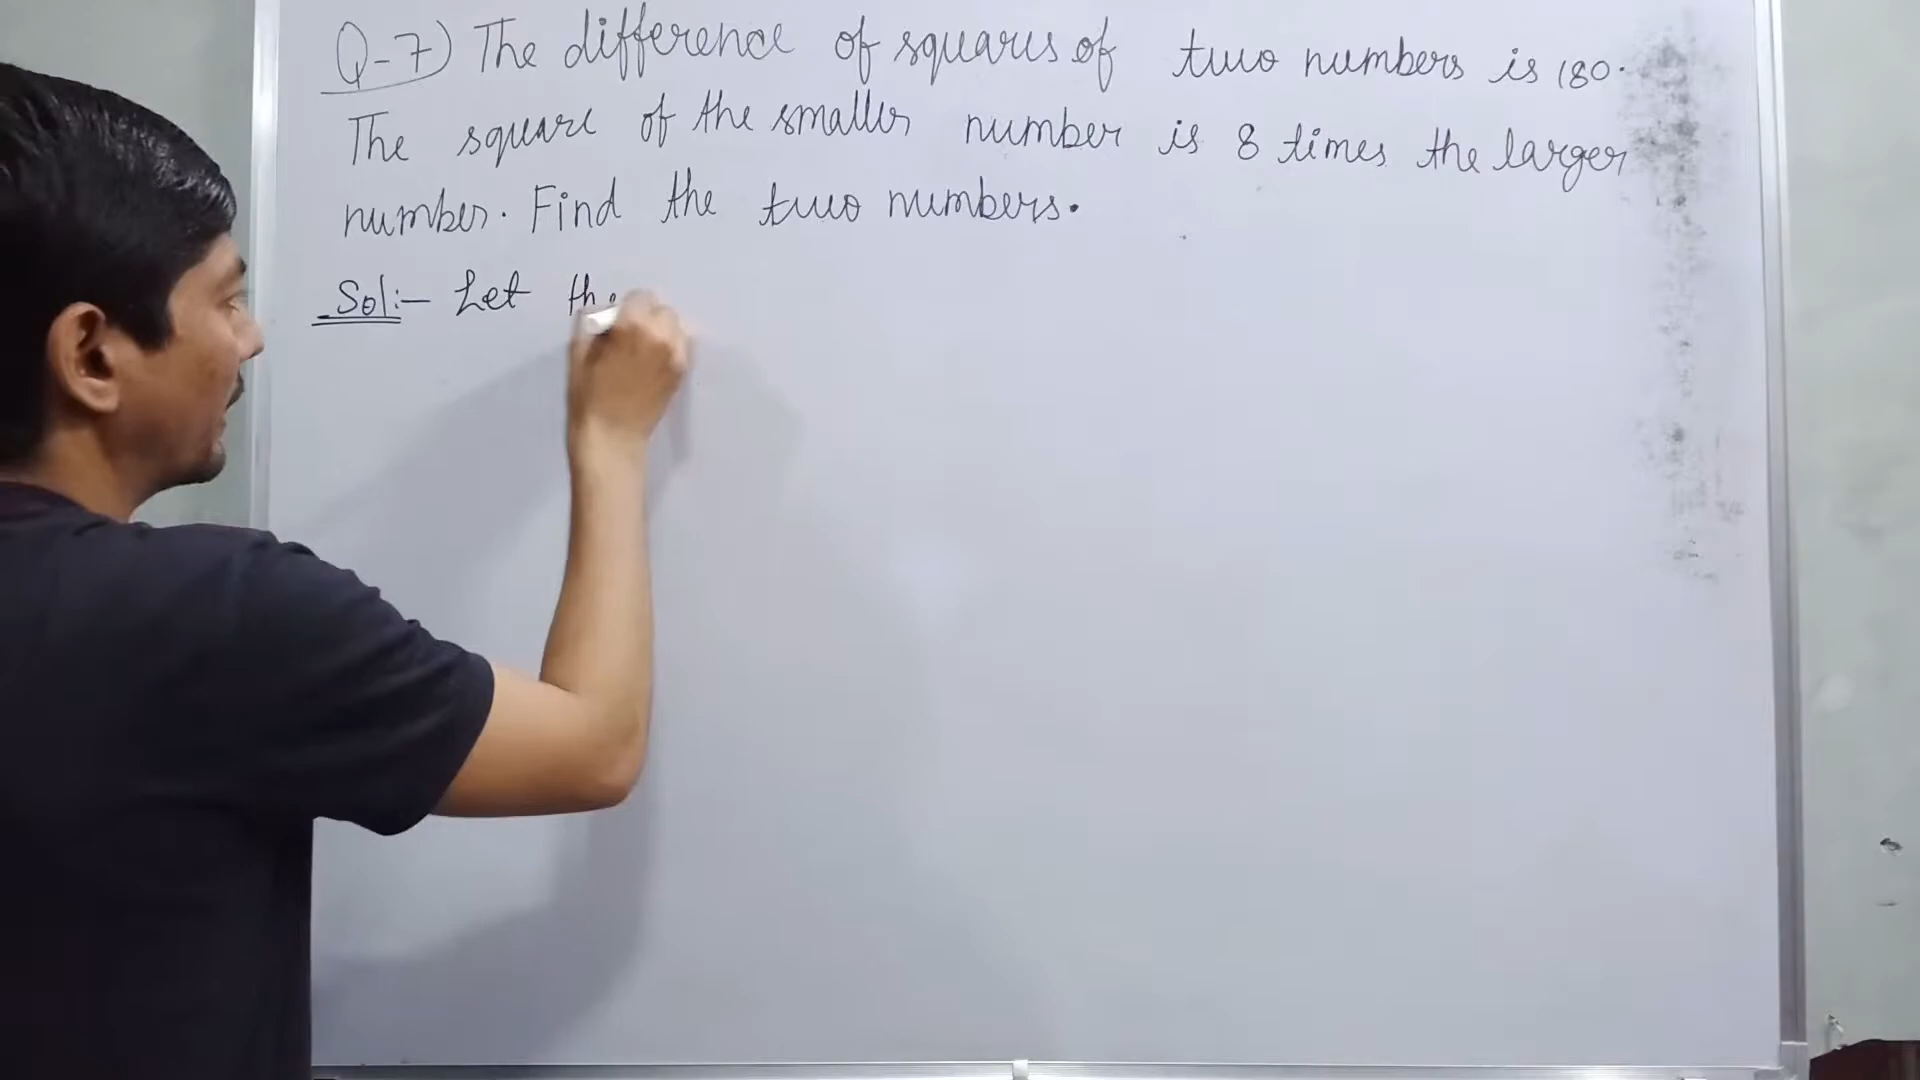 Q-7) The difference of squares of two numbers is 180.
The square of the smaller number is 8 times the larger
number. Find the two numbers.
Sol:- Let the